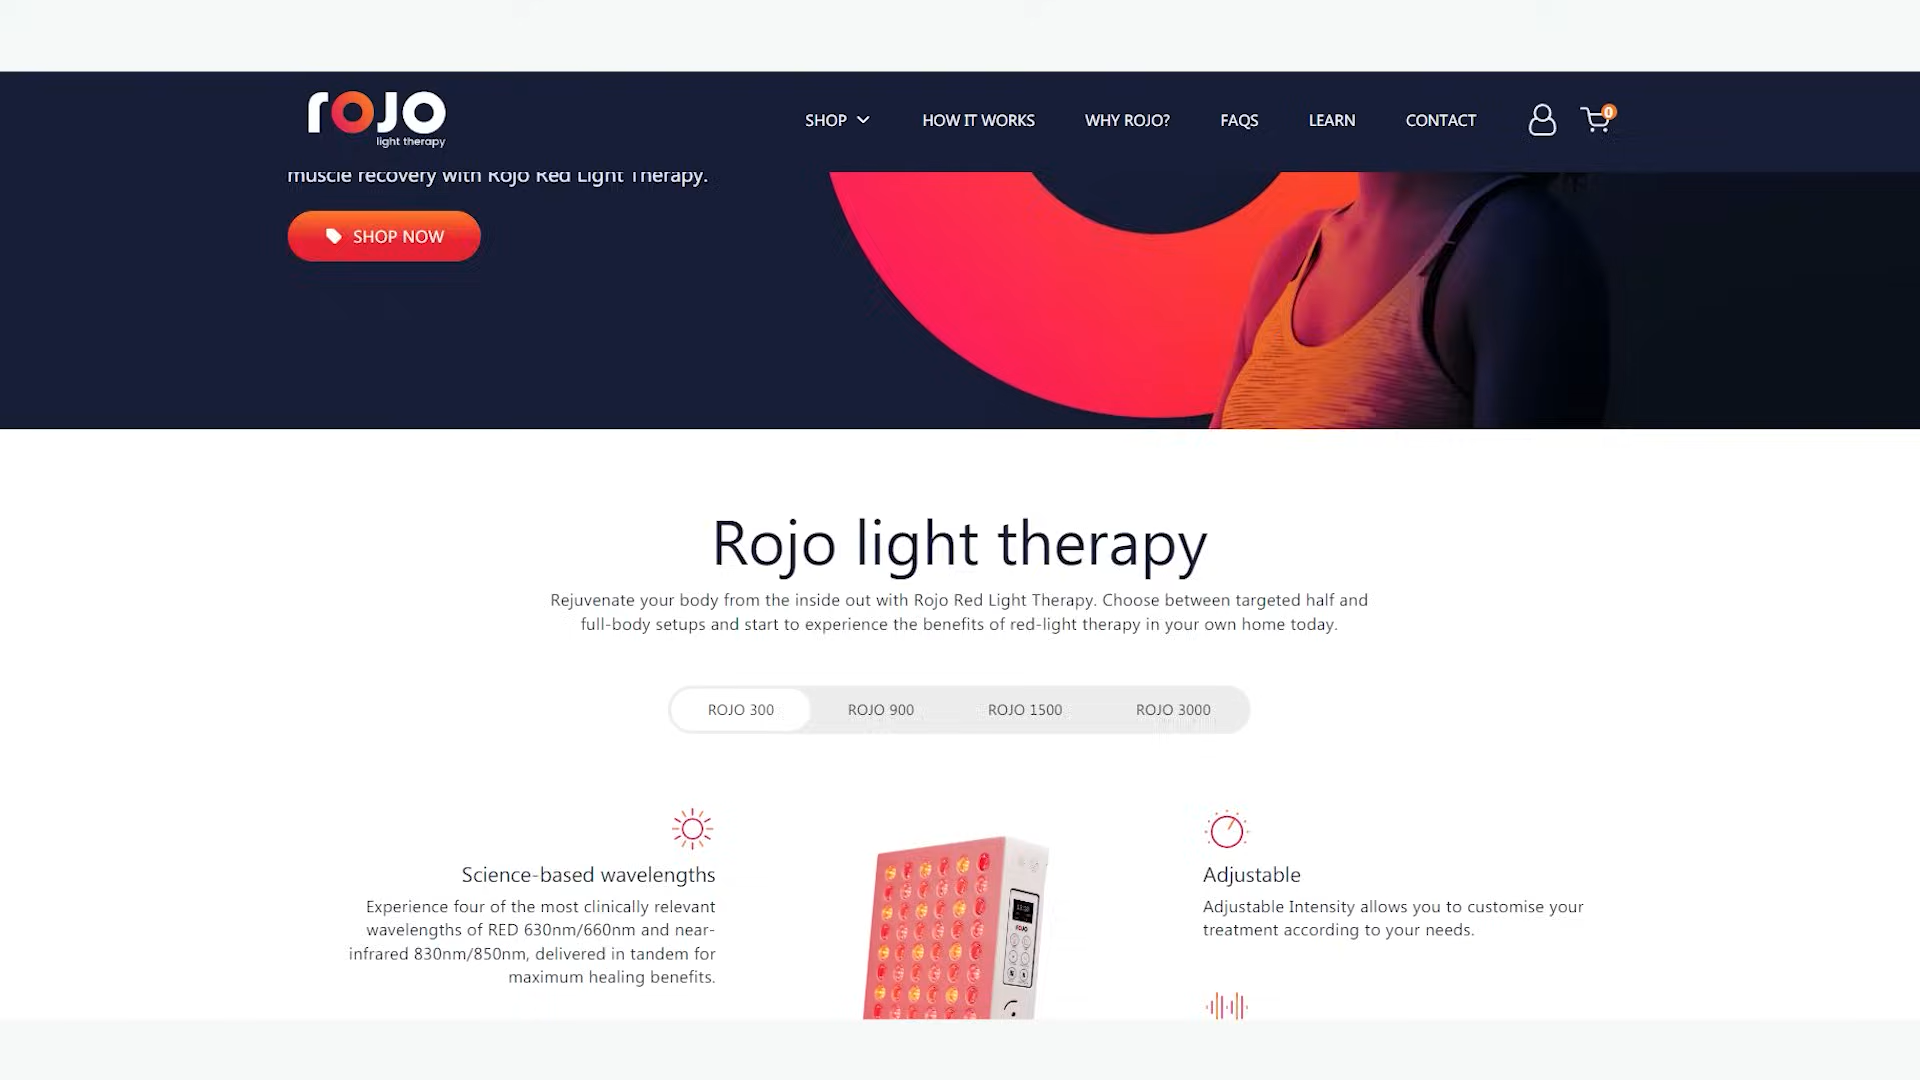 rojo
light therapy
SHOP
HOW IT WORKS
WHY ROJO?
FAQS
LEARN
CONTACT
0
muscle recovery with Rojo Red Light Therapy.
SHOP NOW
Rojo light therapy
Rejuvenate your body from the inside out with Rojo Red Light Therapy. Choose between targeted half and
full-body setups and start to experience the benefits of red-light therapy in your own home today.
ROJO 300
ROJO 900
ROJO 1500
ROJO 3000
Science-based wavelengths
Experience four of the most clinically relevant
wavelengths of RED 630nm/660nm and near-
infrared 830nm/850nm, delivered in tandem for
maximum healing benefits.
ROJO
Adjustable
Adjustable Intensity allows you to customise your
treatment according to your needs.